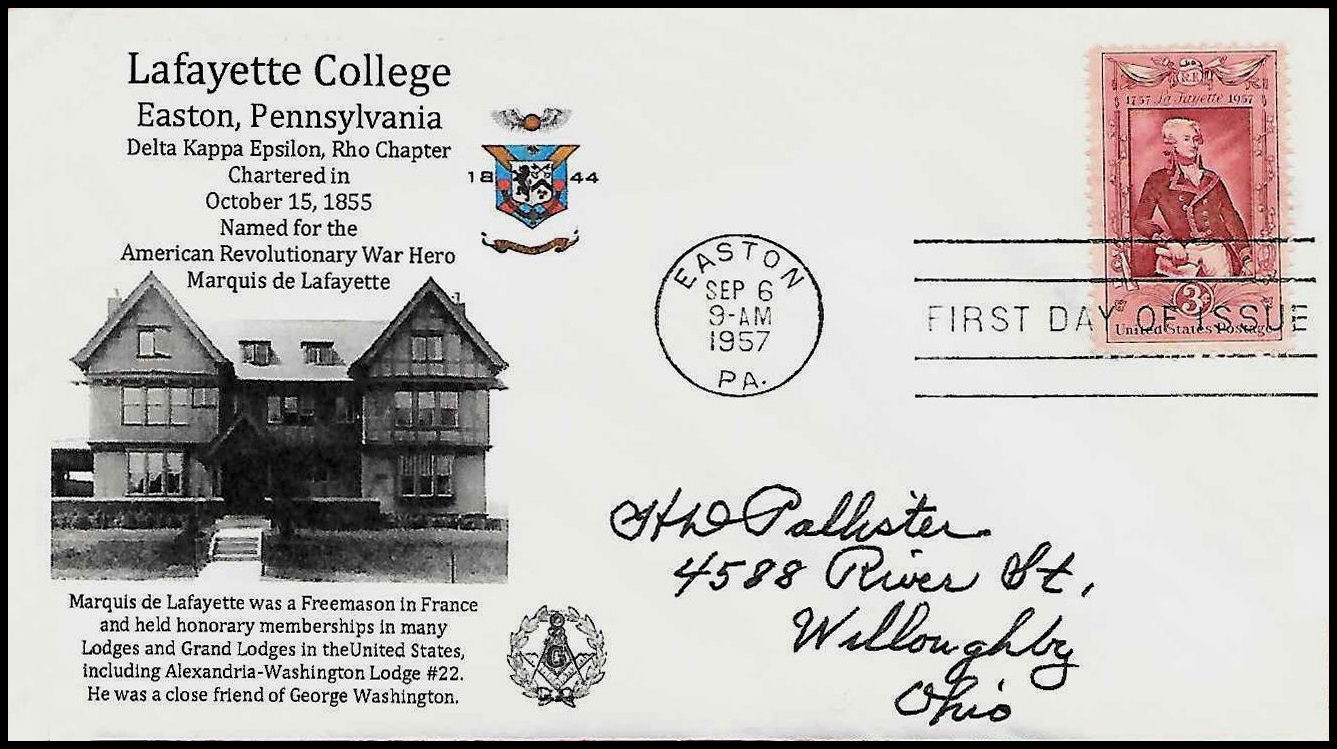 Lafayette College
Easton, Pennsylvania
Delta Kappa Epsilon, Rho Chapter
Chartered in
October 15, 1855
Named for the
American Revolutionary War Hero
Marquis de Lafayette
18 44
Marquis de Lafayette was a Freemason in France
and held honorary memberships in many
Lodges and Grand Lodges in theUnited States,
including Alexandria-Washington Lodge #22.
He was a close friend of George Washington.
G
EASTON
SEP 6
9-AM
1957
PA.
R.F.
1757 La Fayette 1957
3¢
United States Postage
FIRST DAY OF ISSUE
HD Pallister
4588 River St,
Willoughby
Ohio